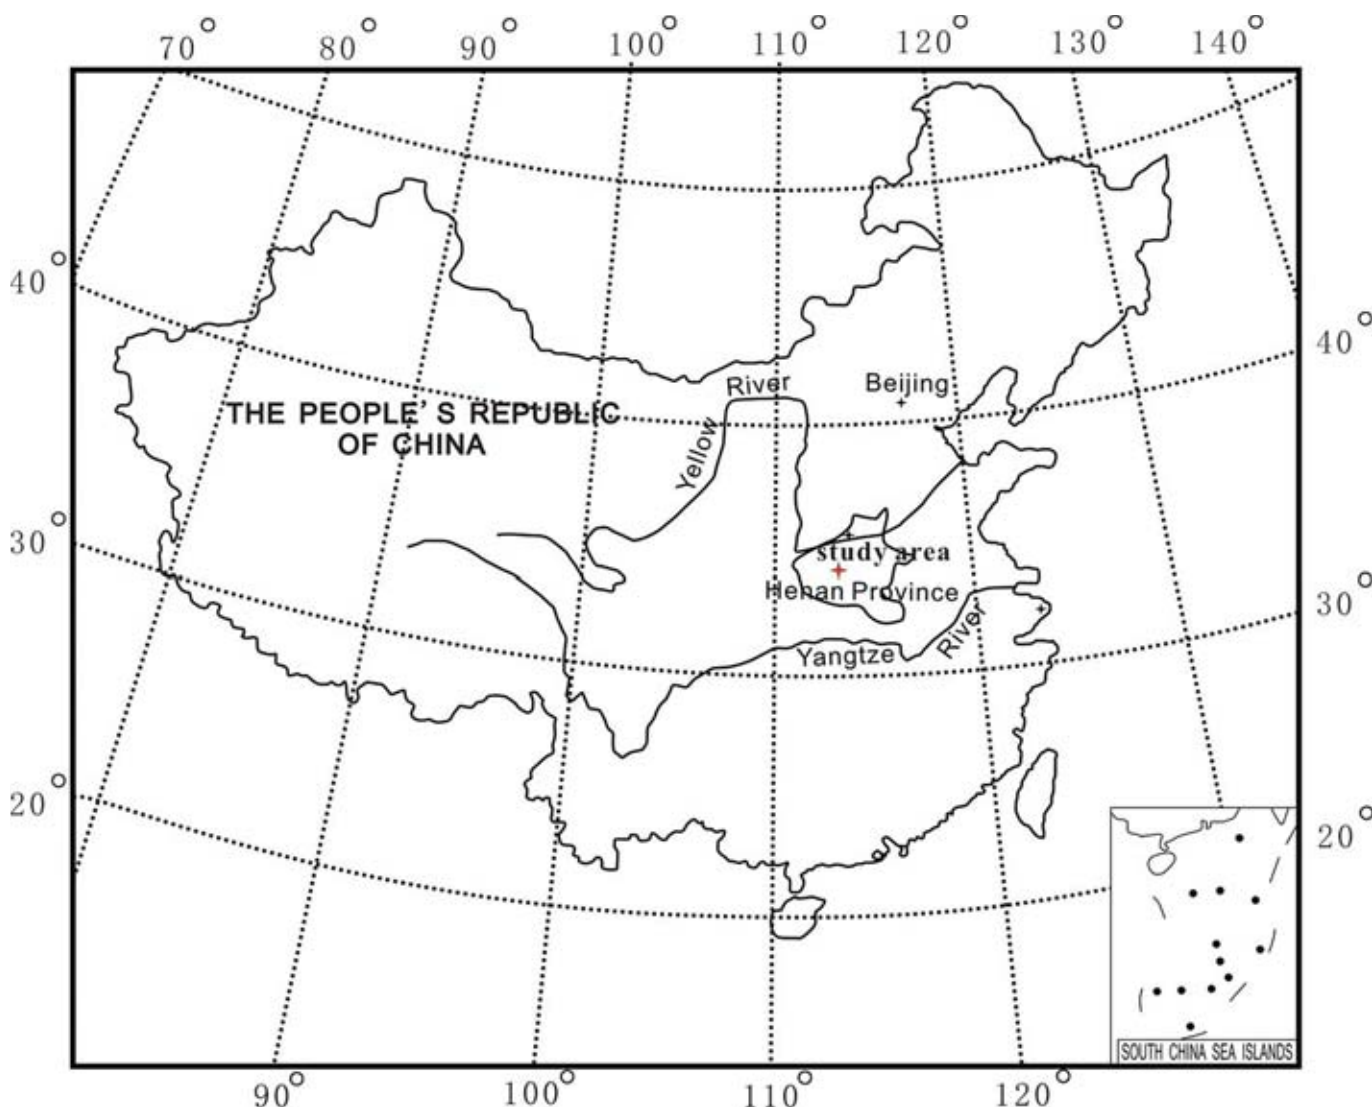 70° 80° 90° 100° 110° 120° 130° 140°
40°
40°
River
Beijing
THE PEOPLE'S REPUBLIC
OF CHINA
Yellow
30°
study area
Henan Province
30°
River
Yangtze
20°
20°
SOUTH CHINA SEA ISLANDS
90° 100° 110° 120°